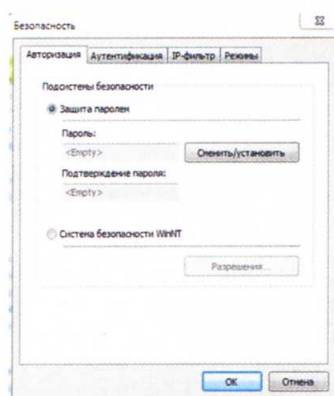 Безопасность
Авторизация Аутентификация IP-фильтр Режимы
Подсистемы безопасности
Защита паролем
Пароль:
<Empty> Сменить/установить
Подтверждение пароля:
<Empty>
Система безопасности WinNT
Разрешения...
OK Отмена